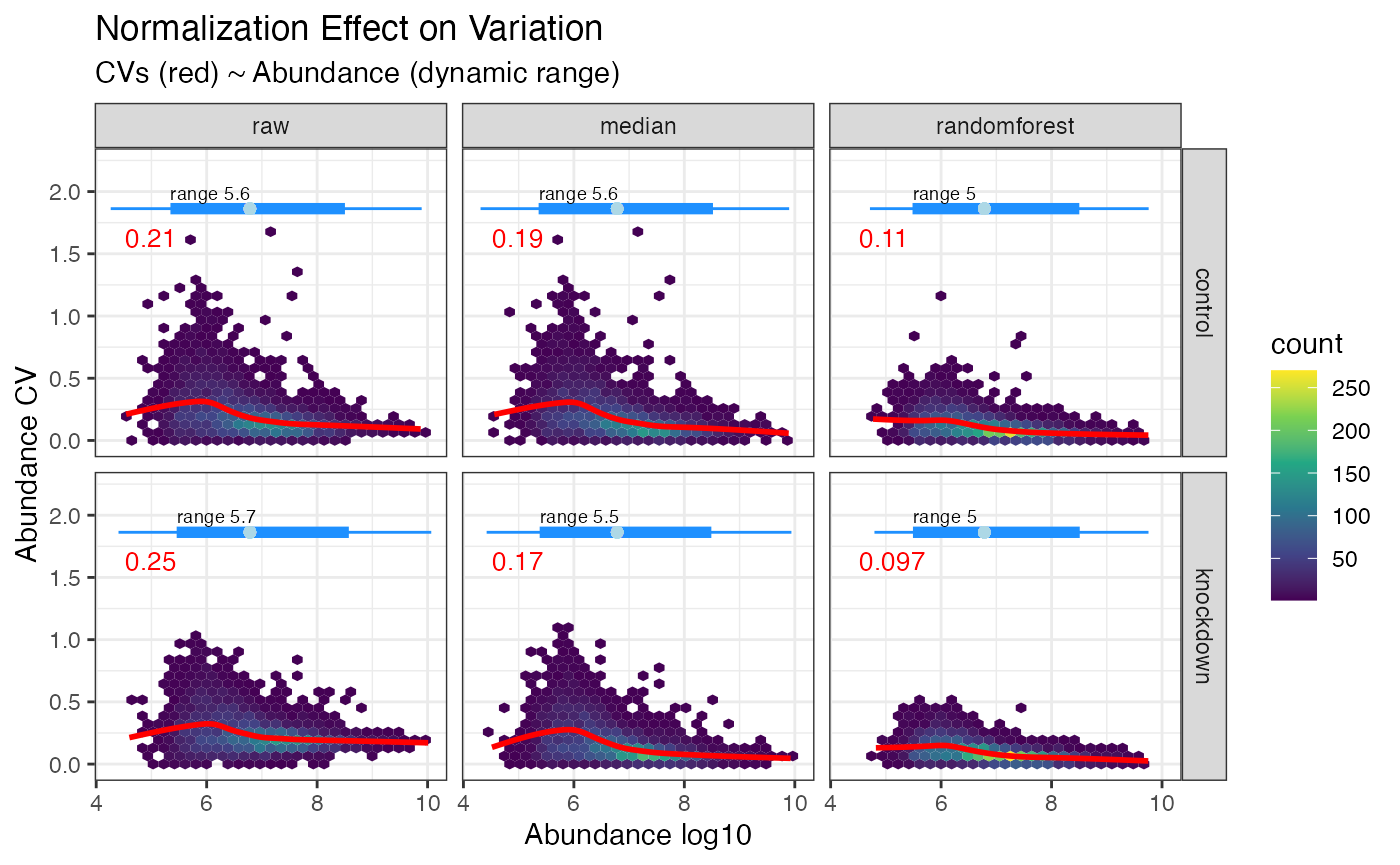 Normalization Effect on Variation
CVs (red) ~ Abundance (dynamic range)
raw
median
randomforest
2.0
1.5
1.0
0.5
0.0
range 5.6
0.21
range 5.6
0.19
range 5
0.11
control
2.0
1.5
1.0
0.5
0.0
range 5.7
0.25
range 5.5
0.17
range 5
0.097
knockdown
4 6 8 10
4 6 8 10
4 6 8 10
Abundance log10
Abundance CV
count
250
200
150
100
50